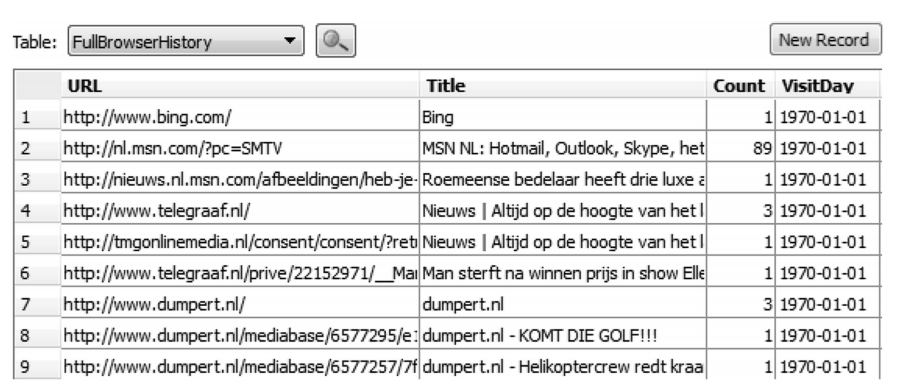 Table: FullBrowserHistory New Record
URL Title Count VisitDay
1 http://www.bing.com/ Bing 1 1970-01-01
2 http://nl.msn.com/?pc=SMTV MSN NL: Hotmail, Outlook, Skype, het 89 1970-01-01
3 http://nieuws.nl.msn.com/afbeeldingen/heb-je- Roemeense bedelaar heeft drie luxe a 1 1970-01-01
4 http://www.telegraaf.nl/ Nieuws | Altijd op de hoogte van het l 3 1970-01-01
5 http://tmgonlinemedia.nl/consent/consent/?retu Nieuws | Altijd op de hoogte van het l 1 1970-01-01
6 http://www.telegraaf.nl/prive/22152971/__Mar Man sterft na winnen prijs in show Elle 1 1970-01-01
7 http://www.dumpert.nl/ dumpert.nl 3 1970-01-01
8 http://www.dumpert.nl/mediabase/6577295/e1 dumpert.nl - KOMT DIE GOLF!!! 1 1970-01-01
9 http://www.dumpert.nl/mediabase/6577257/7f dumpert.nl - Helikoptercrew redt kraa 1 1970-01-01